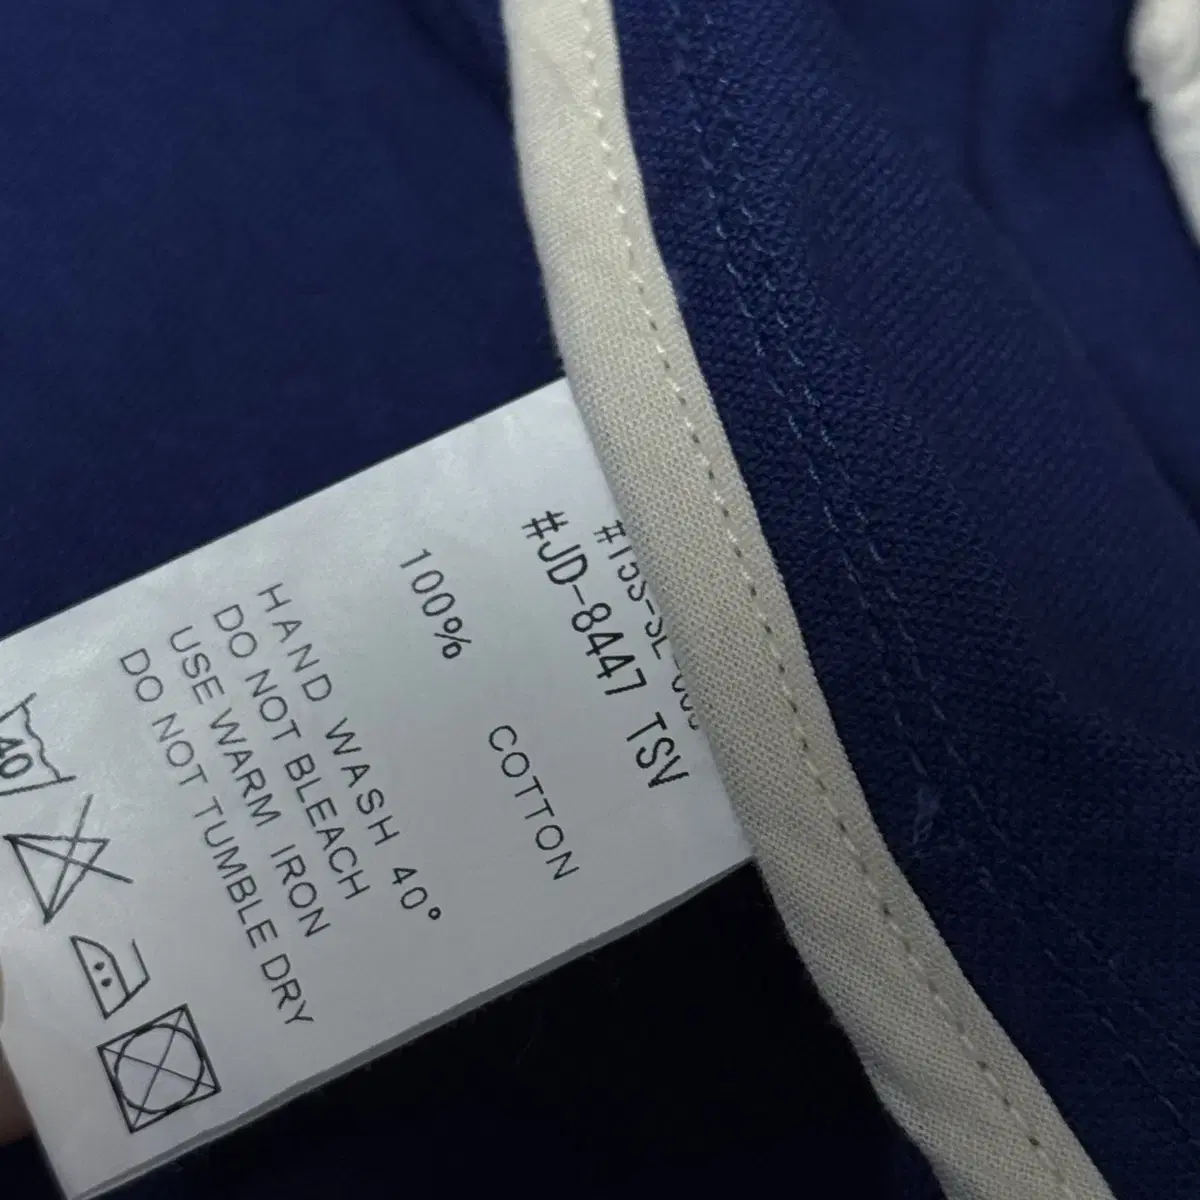 #JD-8447 TSV
100% COTTON
HAND WASH 40°
DO NOT BLEACH
USE WARM IRON
DO NOT TUMBLE DRY
40